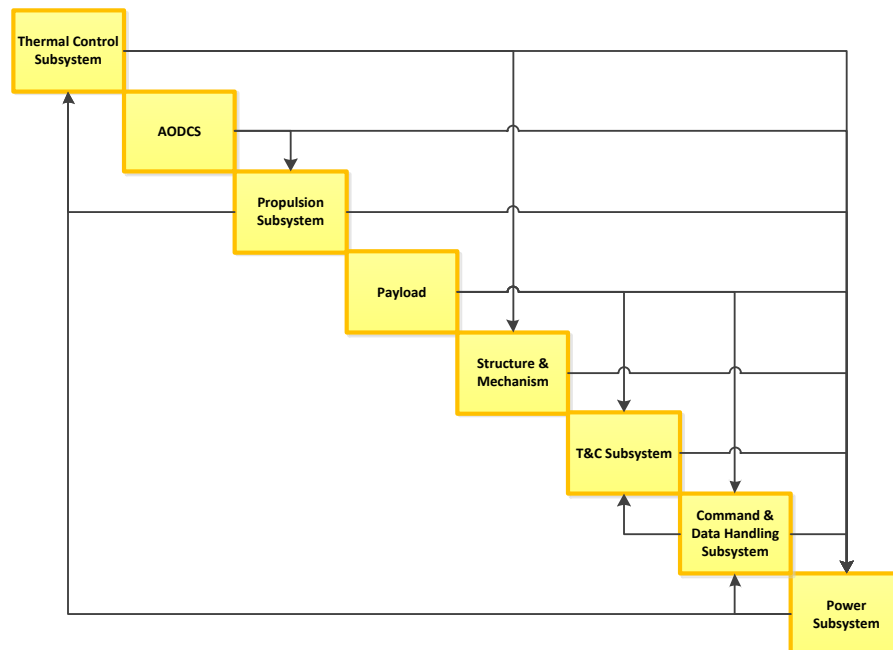 Thermal Control
Subsystem
AODCS
Propulsion
Subsystem
Payload
Structure &
Mechanism
T&C Subsystem
Command &
Data Handling
Subsystem
Power
Subsystem